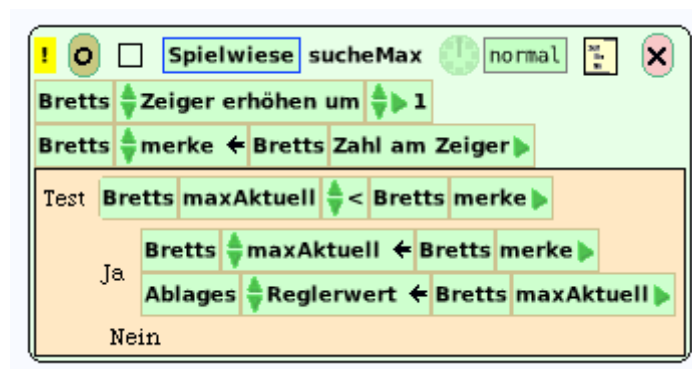 ! O Spielwiese sucheMax normal
Bretts Zeiger erhöhen um 1
Bretts merke ← Bretts Zahl am Zeiger
Test Bretts maxAktuell < Bretts merke
Ja Bretts maxAktuell ← Bretts merke
Ablages Reglerwert ← Bretts maxAktuell
Nein